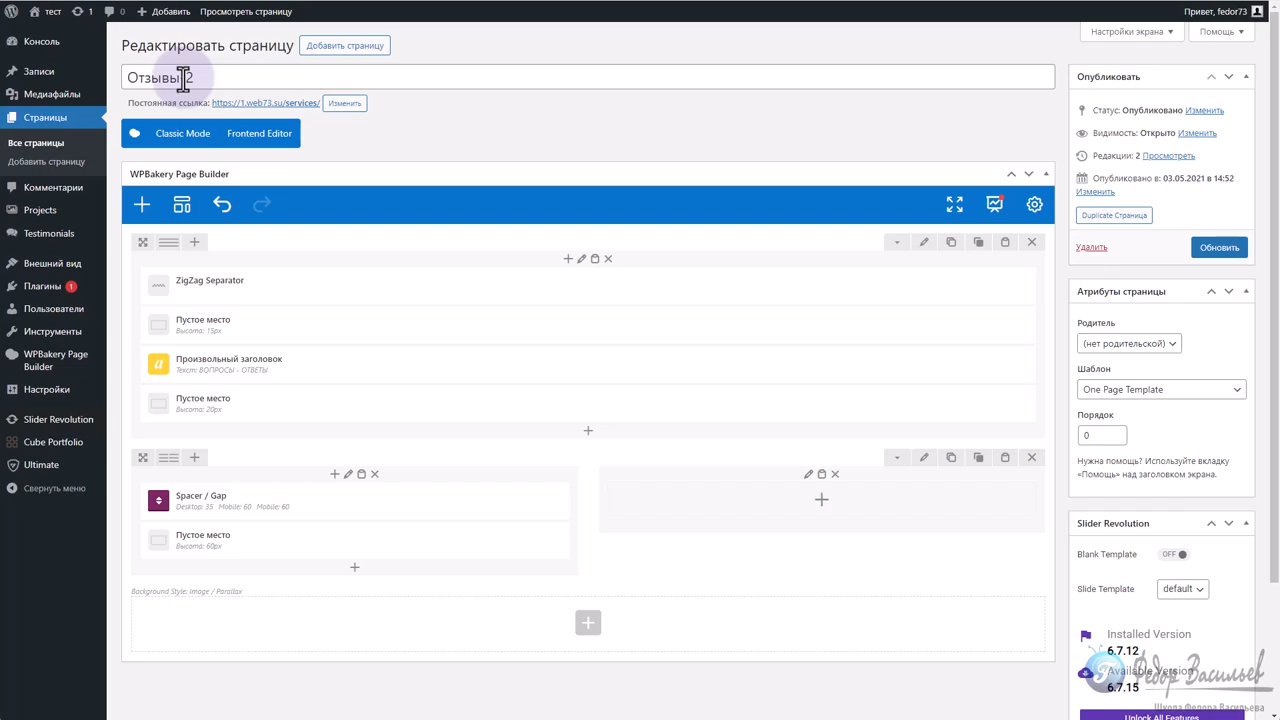 тест
1
0
Добавить
Привет, fedor73
Консоль
Записи
Медиафайлы
Страницы
Все страницы
Добавить страницу
Комментарии
Projects
Testimonials
Внешний вид
Плагины 1
Пользователи
Инструменты
WPBakery Page
Builder
Настройки
Slider Revolution
Cube Portfolio
Ultimate
Свернуть меню
Настройки экрана
Помощь
Редактировать страницу
Добавить страницу
Отзывы 2
Постоянная ссылка: https://1.web73.su/services/ Изменить
Classic Mode
Frontend Editor
WPBakery Page Builder
ZigZag Separator
Пустое место
Высота: 15px
a
Произвольный заголовок
Текст: ВОПРОСЫ - ОТВЕТЫ
Пустое место
Высота: 20px
Spacer / Gap
Desktop: 35 Mobile: 60 Mobile: 60
Пустое место
Высота: 60px
Background Style: Image / Parallax
Опубликовать
Статус: Опубликовано Изменить
Видимость: Открыто Изменить
Редакции: 2 Просмотреть
Опубликовано в: 03.05.2021 в 14:52
Изменить
Duplicate Страница
Удалить
Обновить
Атрибуты страницы
Родитель
(нет родительской)
Шаблон
One Page Template
Порядок
0
Нужна помощь? Используйте вкладку
«Помощь» над заголовком экрана.
Slider Revolution
Blank Template OFF
Slide Template default
Installed Version
6.7.12
Available Version
6.7.15
Федор Васильев
Школа Федора Васильева
Unlock All Features